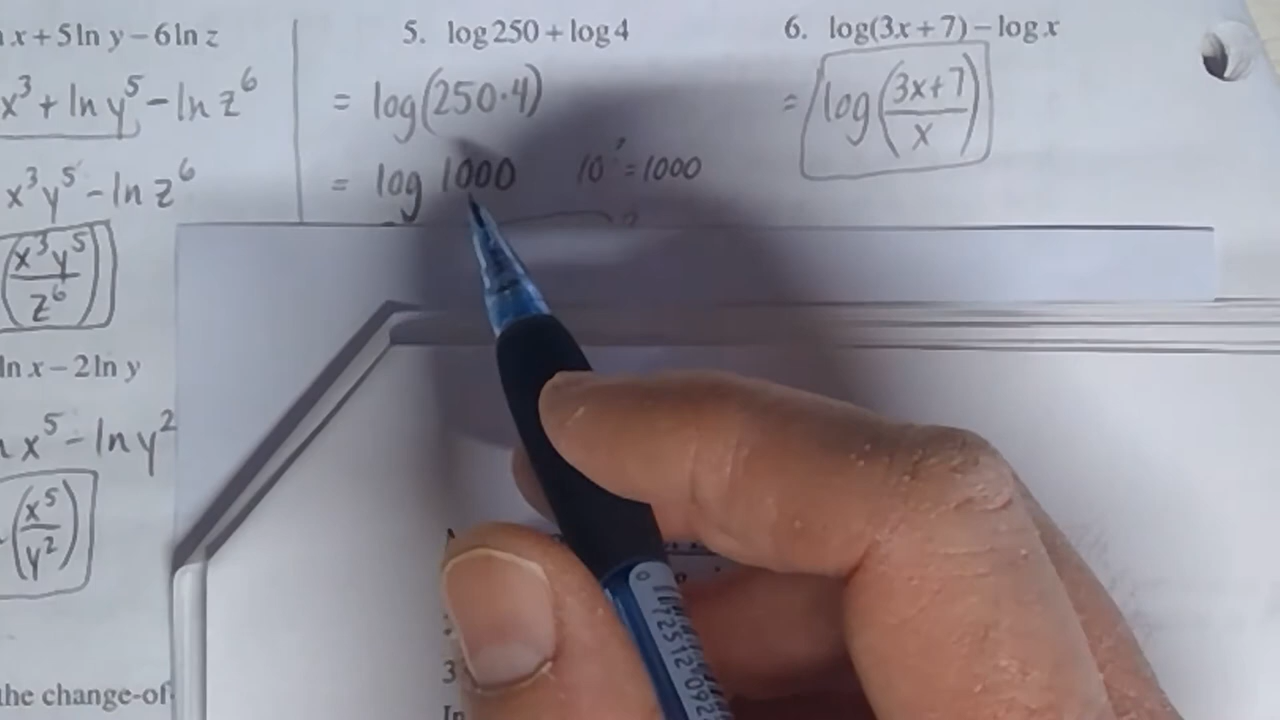 x + 5 ln y − 6 ln z
x³ + ln y⁵ − ln z⁶
x³y⁵ − ln z⁶
(x³y⁵/z⁶)
ln x − 2 ln y
x⁵ − ln y²
(x⁵/y²)
the change-of
5. log 250 + log 4
= log(250·4)
= log 1000 10^? = 1000
6. log(3x + 7) − log x
= log((3x+7)/x)
3